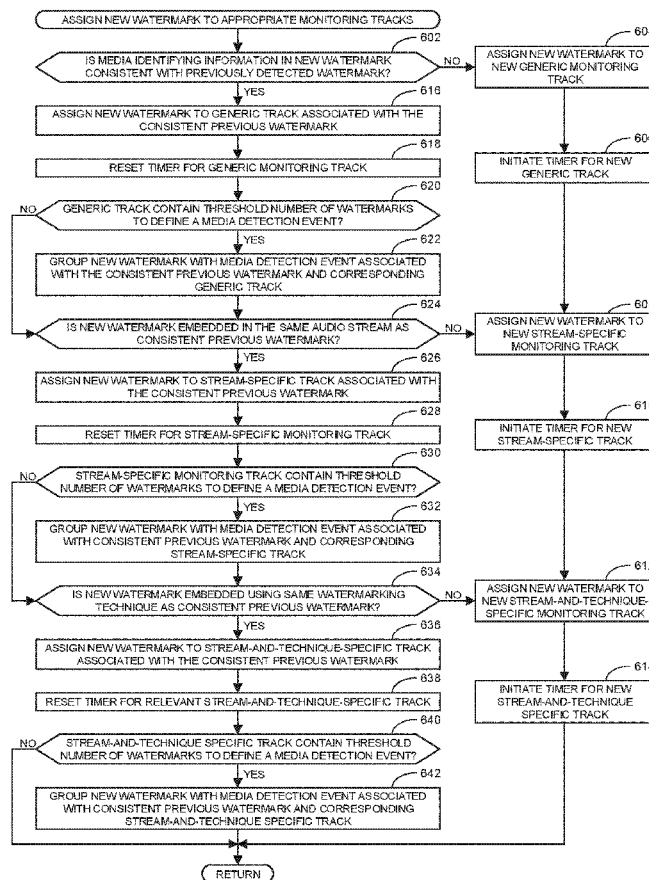 ASSIGN NEW WATERMARK TO APPROPRIATE MONITORING TRACKS
602
IS MEDIA IDENTIFYING INFORMATION IN NEW WATERMARK
CONSISTENT WITH PREVIOUSLY DETECTED WATERMARK?
NO
YES
60
ASSIGN NEW WATERMARK TO
NEW GENERIC MONITORING
TRACK
616
ASSIGN NEW WATERMARK TO GENERIC TRACK ASSOCIATED WITH THE
CONSISTENT PREVIOUS WATERMARK
618
RESET TIMER FOR GENERIC MONITORING TRACK
60
INITIATE TIMER FOR NEW
GENERIC TRACK
620
NO
GENERIC TRACK CONTAIN THRESHOLD NUMBER OF WATERMARKS
TO DEFINE A MEDIA DETECTION EVENT?
YES
622
GROUP NEW WATERMARK WITH MEDIA DETECTION EVENT ASSOCIATED
WITH THE CONSISTENT PREVIOUS WATERMARK AND CORRESPONDING
GENERIC TRACK
624
IS NEW WATERMARK EMBEDDED IN THE SAME AUDIO STREAM AS
CONSISTENT PREVIOUS WATERMARK?
NO
YES
60
ASSIGN NEW WATERMARK TO
NEW STREAM-SPECIFIC
MONITORING TRACK
626
ASSIGN NEW WATERMARK TO STREAM-SPECIFIC TRACK ASSOCIATED WITH
THE CONSISTENT PREVIOUS WATERMARK
628
RESET TIMER FOR STREAM-SPECIFIC MONITORING TRACK
61
INITIATE TIMER FOR NEW
STREAM-SPECIFIC TRACK
630
NO
STREAM-SPECIFIC MONITORING TRACK CONTAIN THRESHOLD
NUMBER OF WATERMARKS TO DEFINE A MEDIA DETECTION EVENT?
YES
632
GROUP NEW WATERMARK WITH MEDIA DETECTION EVENT ASSOCIATED
WITH CONSISTENT PREVIOUS WATERMARK AND CORRESPONDING
STREAM-SPECIFIC TRACK
634
IS NEW WATERMARK EMBEDDED USING SAME WATERMARKING
TECHNIQUE AS CONSISTENT PREVIOUS WATERMARK?
NO
YES
61
ASSIGN NEW WATERMARK TO
NEW STREAM-AND-TECHNIQUE-
SPECIFIC MONITORING TRACK
636
ASSIGN NEW WATERMARK TO STREAM-AND-TECHNIQUE-SPECIFIC TRACK
ASSOCIATED WITH THE CONSISTENT PREVIOUS WATERMARK
638
RESET TIMER FOR RELEVANT STREAM-AND-TECHNIQUE-SPECIFIC TRACK
61
INITIATE TIMER FOR NEW
STREAM-AND-TECHNIQUE
SPECIFIC TRACK
640
NO
STREAM-AND-TECHNIQUE SPECIFIC TRACK CONTAIN THRESHOLD
NUMBER OF WATERMARKS TO DEFINE A MEDIA DETECTION EVENT?
YES
642
GROUP NEW WATERMARK WITH MEDIA DETECTION EVENT ASSOCIATED
WITH CONSISTENT PREVIOUS WATERMARK AND CORRESPONDING
STREAM-AND-TECHNIQUE SPECIFIC TRACK
RETURN